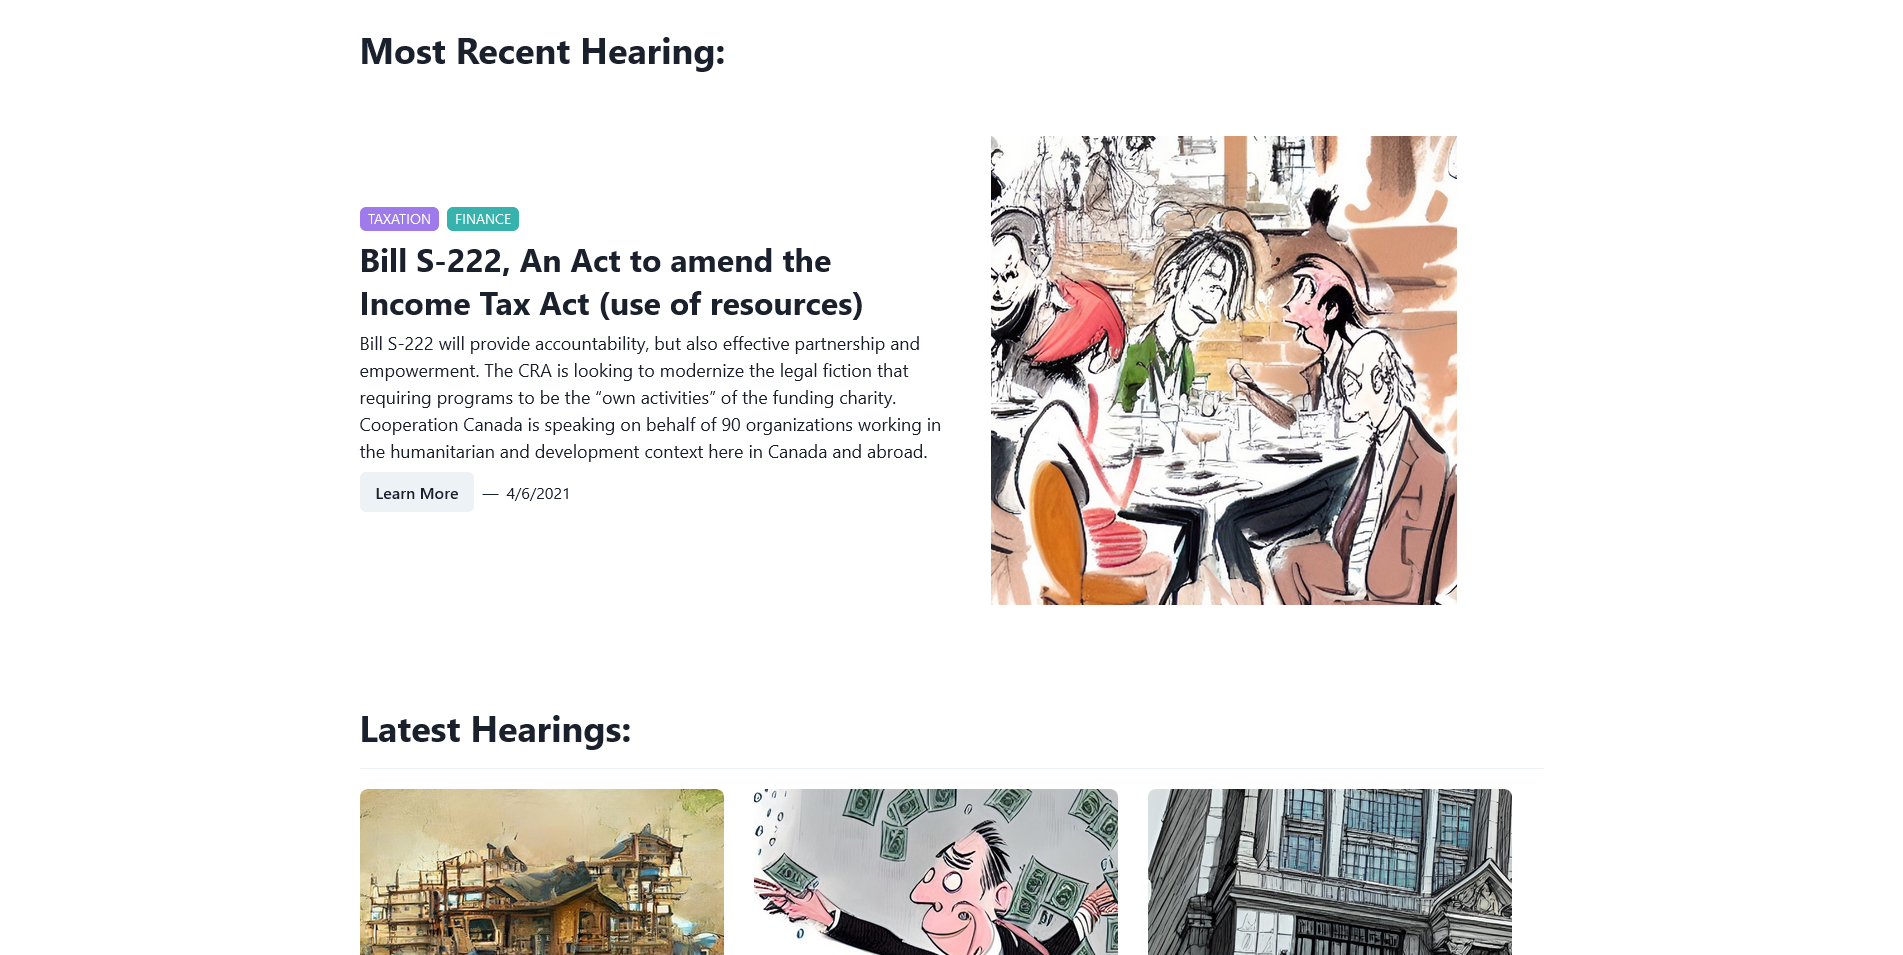 Most Recent Hearing:
TAXATION FINANCE
Bill S-222, An Act to amend the
Income Tax Act (use of resources)
Bill S-222 will provide accountability, but also effective partnership and
empowerment. The CRA is looking to modernize the legal fiction that
requiring programs to be the “own activities” of the funding charity.
Cooperation Canada is speaking on behalf of 90 organizations working in
the humanitarian and development context here in Canada and abroad.
Learn More — 4/6/2021
Latest Hearings: